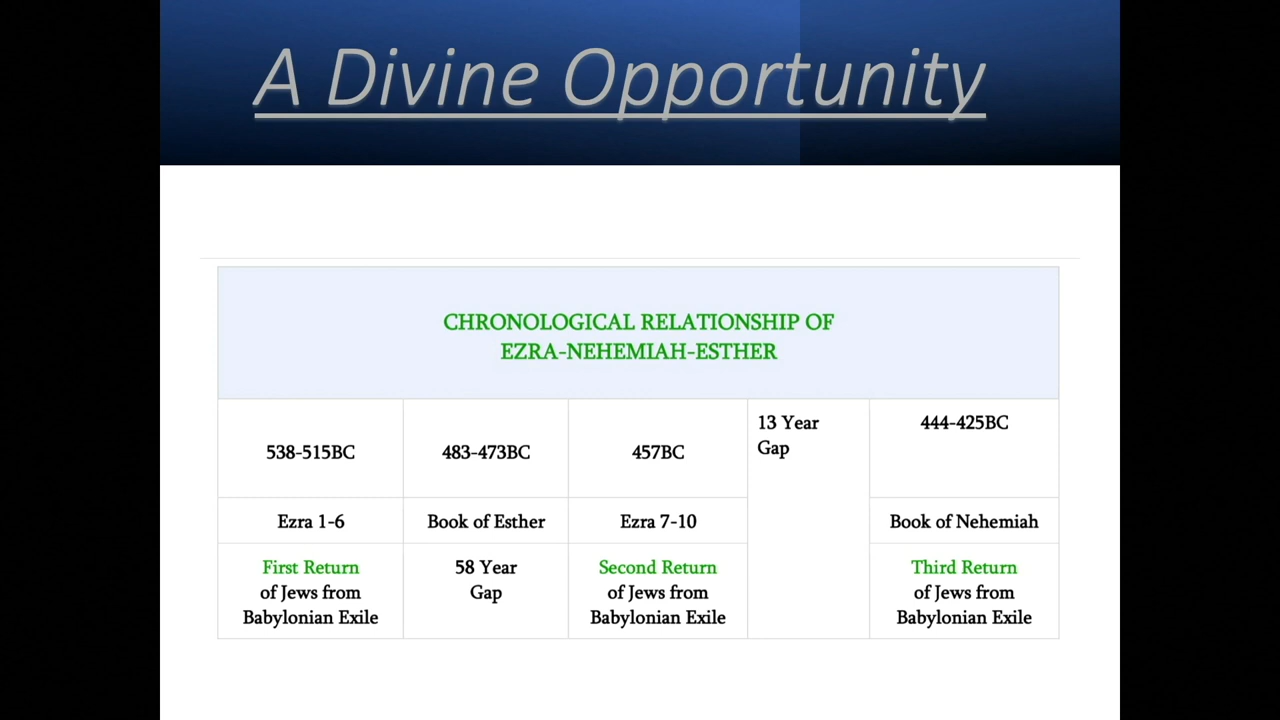 A Divine Opportunity
CHRONOLOGICAL RELATIONSHIP OF
EZRA-NEHEMIAH-ESTHER
538-515BC
483-473BC
457BC
13 Year
Gap
444-425BC
Ezra 1-6
Book of Esther
Ezra 7-10
Book of Nehemiah
First Return
of Jews from
Babylonian Exile
58 Year
Gap
Second Return
of Jews from
Babylonian Exile
Third Return
of Jews from
Babylonian Exile